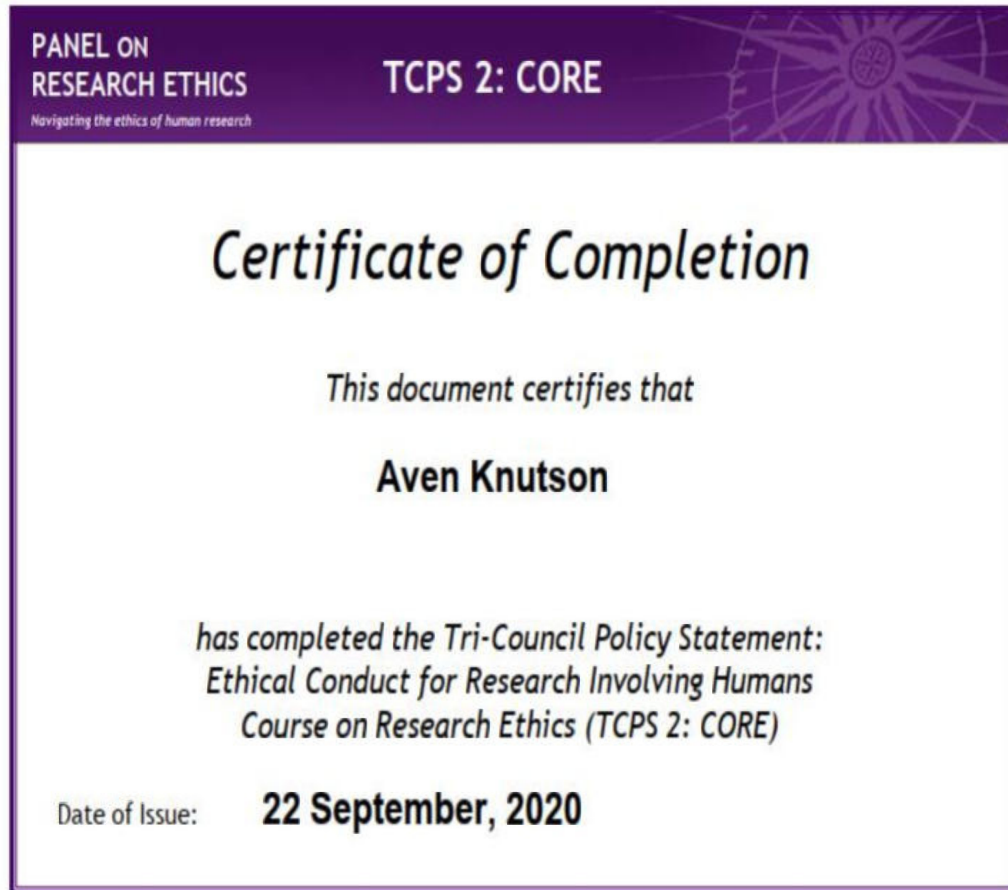 PANEL ON
RESEARCH ETHICS
Navigating the ethics of human research
TCPS 2: CORE
Certificate of Completion
This document certifies that
Aven Knutson
has completed the Tri-Council Policy Statement:
Ethical Conduct for Research Involving Humans
Course on Research Ethics (TCPS 2: CORE)
Date of Issue: 22 September, 2020